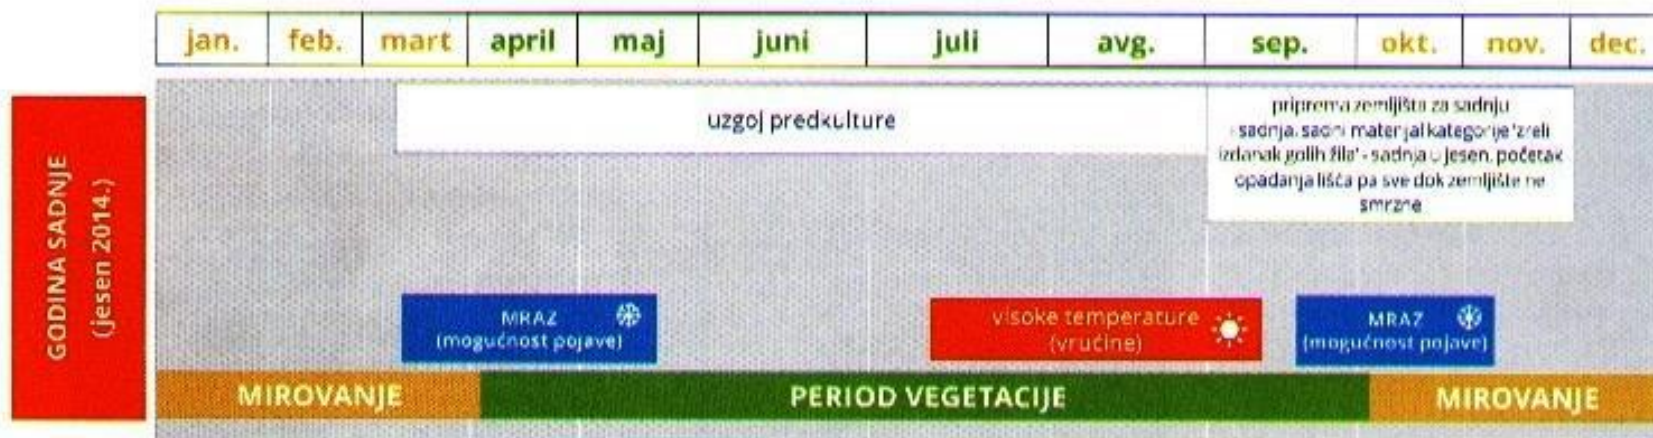 jan. feb. mart april maj juni juli avg. sep. okt. nov. dec.
GODINA SADNJE
(jesen 2014.)
uzgoj predkulture
priprema zemljišta za sadnju
sadnja, sadni materijal kategorije 'zreli
izdanak golih žila' - sadnja u jesen, početak
opadanja lišća pa sve dok zemljište ne
smrzne
MRAZ
(mogućnost pojave)
visoke temperature
(vrućine)
MRAZ
(mogućnost pojave)
MIROVANJE PERIOD VEGETACIJE MIROVANJE